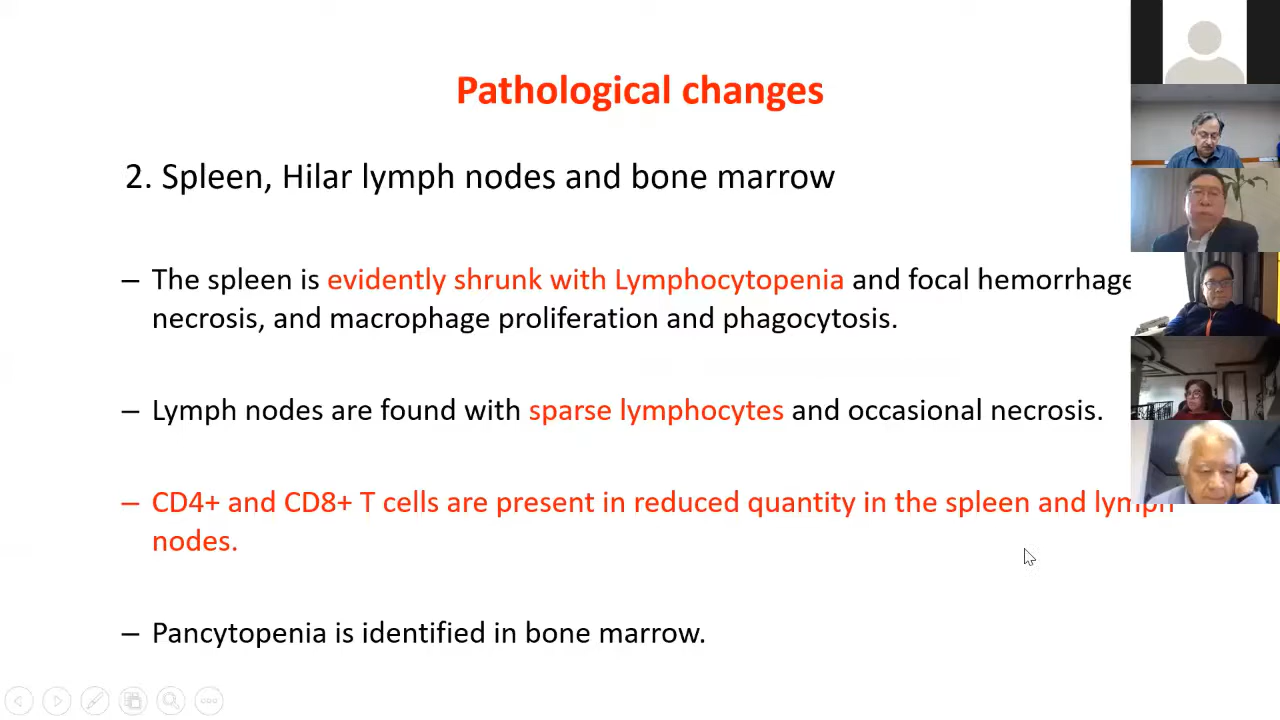 Pathological changes
2. Spleen, Hilar lymph nodes and bone marrow
– The spleen is evidently shrunk with Lymphocytopenia and focal hemorrhage
necrosis, and macrophage proliferation and phagocytosis.
– Lymph nodes are found with sparse lymphocytes and occasional necrosis.
– CD4+ and CD8+ T cells are present in reduced quantity in the spleen and lymph
nodes.
– Pancytopenia is identified in bone marrow.